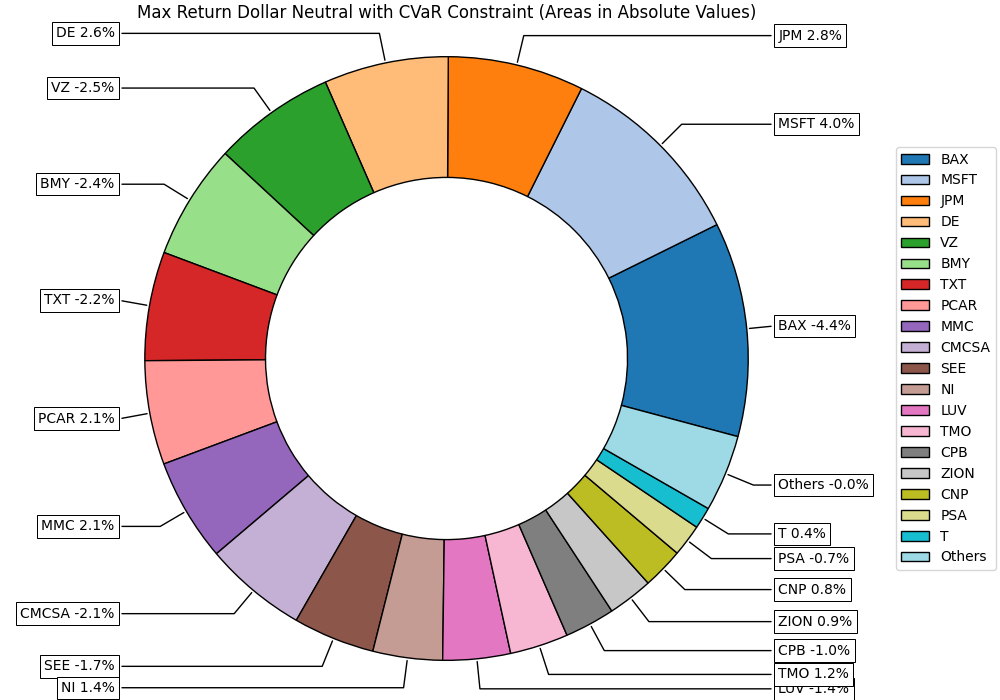 Max Return Dollar Neutral with CVaR Constraint (Areas in Absolute Values)
DE 2.6%
JPM 2.8%
VZ -2.5%
MSFT 4.0%
BMY -2.4%
TXT -2.2%
BAX -4.4%
PCAR 2.1%
Others -0.0%
MMC 2.1%
T 0.4%
PSA -0.7%
CNP 0.8%
CMCSA -2.1%
ZION 0.9%
CPB -1.0%
SEE -1.7%
TMO 1.2%
NI 1.4%
LUV -1.4%
BAX
MSFT
JPM
DE
VZ
BMY
TXT
PCAR
MMC
CMCSA
SEE
NI
LUV
TMO
CPB
ZION
CNP
PSA
T
Others